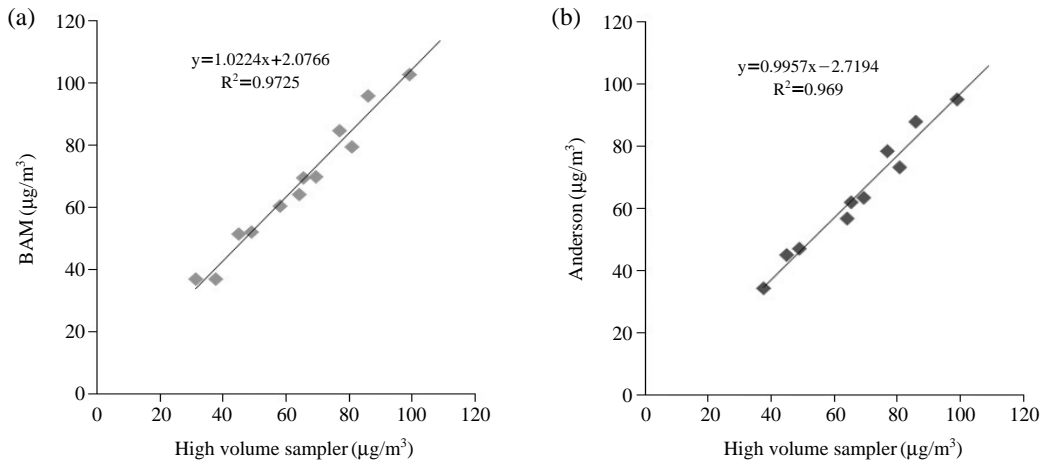 (a)
120
100
80
60
40
20
0
BAM (μg/m³)
y=1.0224x+2.0766
R²=0.9725
0 20 40 60 80 100 120
High volume sampler (μg/m³)
(b)
120
100
80
60
40
20
0
Anderson (μg/m³)
y=0.9957x−2.7194
R²=0.969
0 20 40 60 80 100 120
High volume sampler (μg/m³)